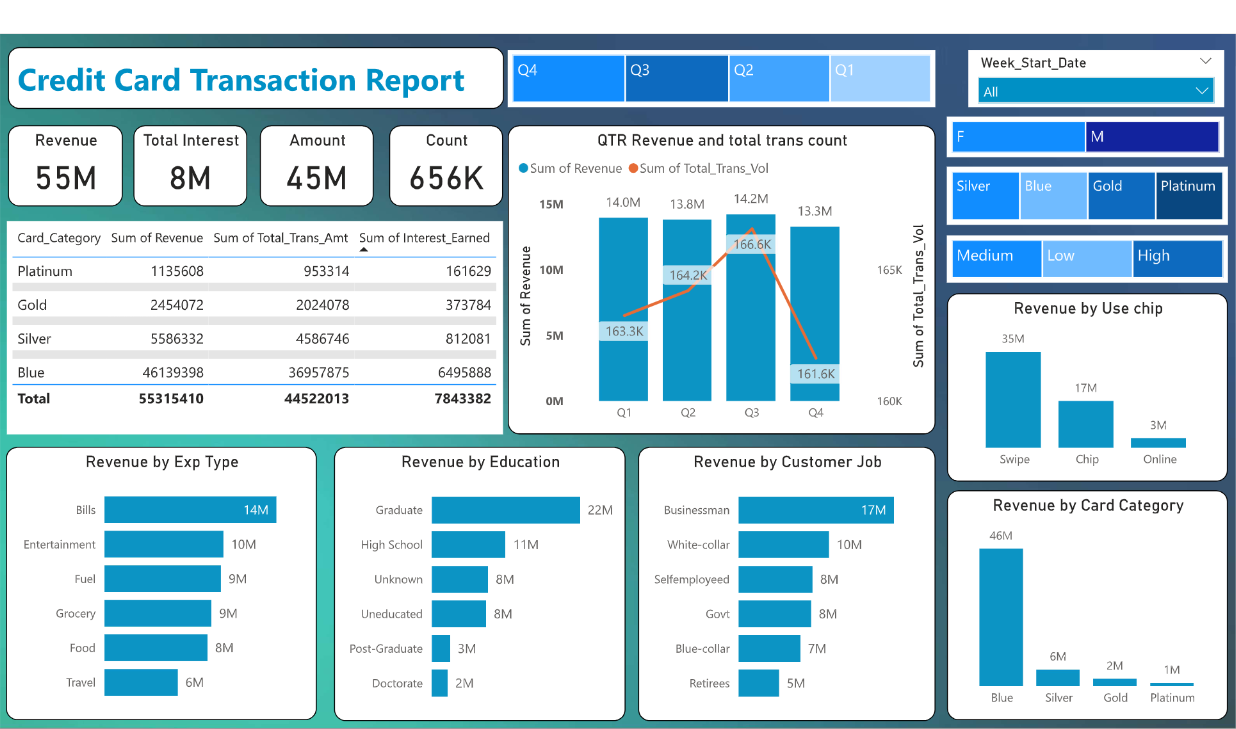 Credit Card Transaction Report
Q4 Q3 Q2 Q1
Week_Start_Date
All
F M
Silver Blue Gold Platinum
Medium Low High
Revenue
55M
Total Interest
8M
Amount
45M
Count
656K
Card_Category Sum of Revenue Sum of Total_Trans_Amt Sum of Interest_Earned
Platinum 1135608 953314 161629
Gold 2454072 2024078 373784
Silver 5586332 4586746 812081
Blue 46139398 36957875 6495888
Total 55315410 44522013 7843382
QTR Revenue and total trans count
Sum of Revenue Sum of Total_Trans_Vol
Sum of Revenue
15M
10M
5M
0M
14.0M 13.8M 14.2M 13.3M
163.3K 164.2K 166.6K 161.6K
Q1 Q2 Q3 Q4
165K
160K
Sum of Total_Trans_Vol
Revenue by Use chip
35M
17M
3M
Swipe Chip Online
Revenue by Exp Type
Bills 14M
Entertainment 10M
Fuel 9M
Grocery 9M
Food 8M
Travel 6M
Revenue by Education
Graduate 22M
High School 11M
Unknown 8M
Uneducated 8M
Post-Graduate 3M
Doctorate 2M
Revenue by Customer Job
Businessman 17M
White-collar 10M
Selfemployeed 8M
Govt 8M
Blue-collar 7M
Retirees 5M
Revenue by Card Category
46M
6M
2M
1M
Blue Silver Gold Platinum